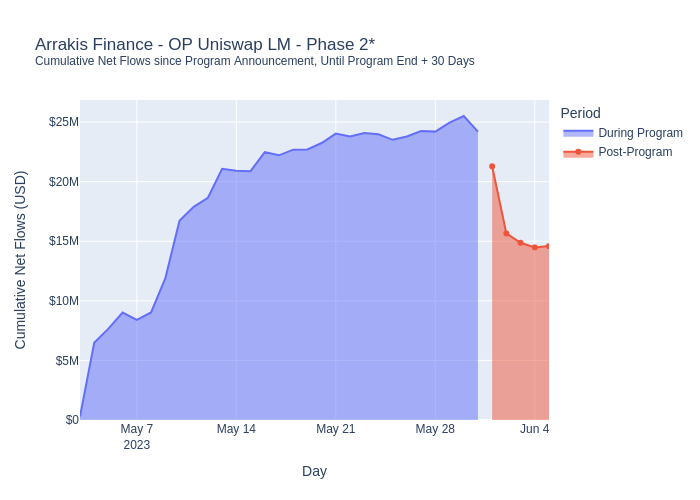 Arrakis Finance - OP Uniswap LM - Phase 2*
Cumulative Net Flows since Program Announcement, Until Program End + 30 Days
Period
During Program
Post-Program
Cumulative Net Flows (USD)
$25M
$20M
$15M
$10M
$5M
$0
May 7
2023
May 14
May 21
May 28
Jun 4
Day